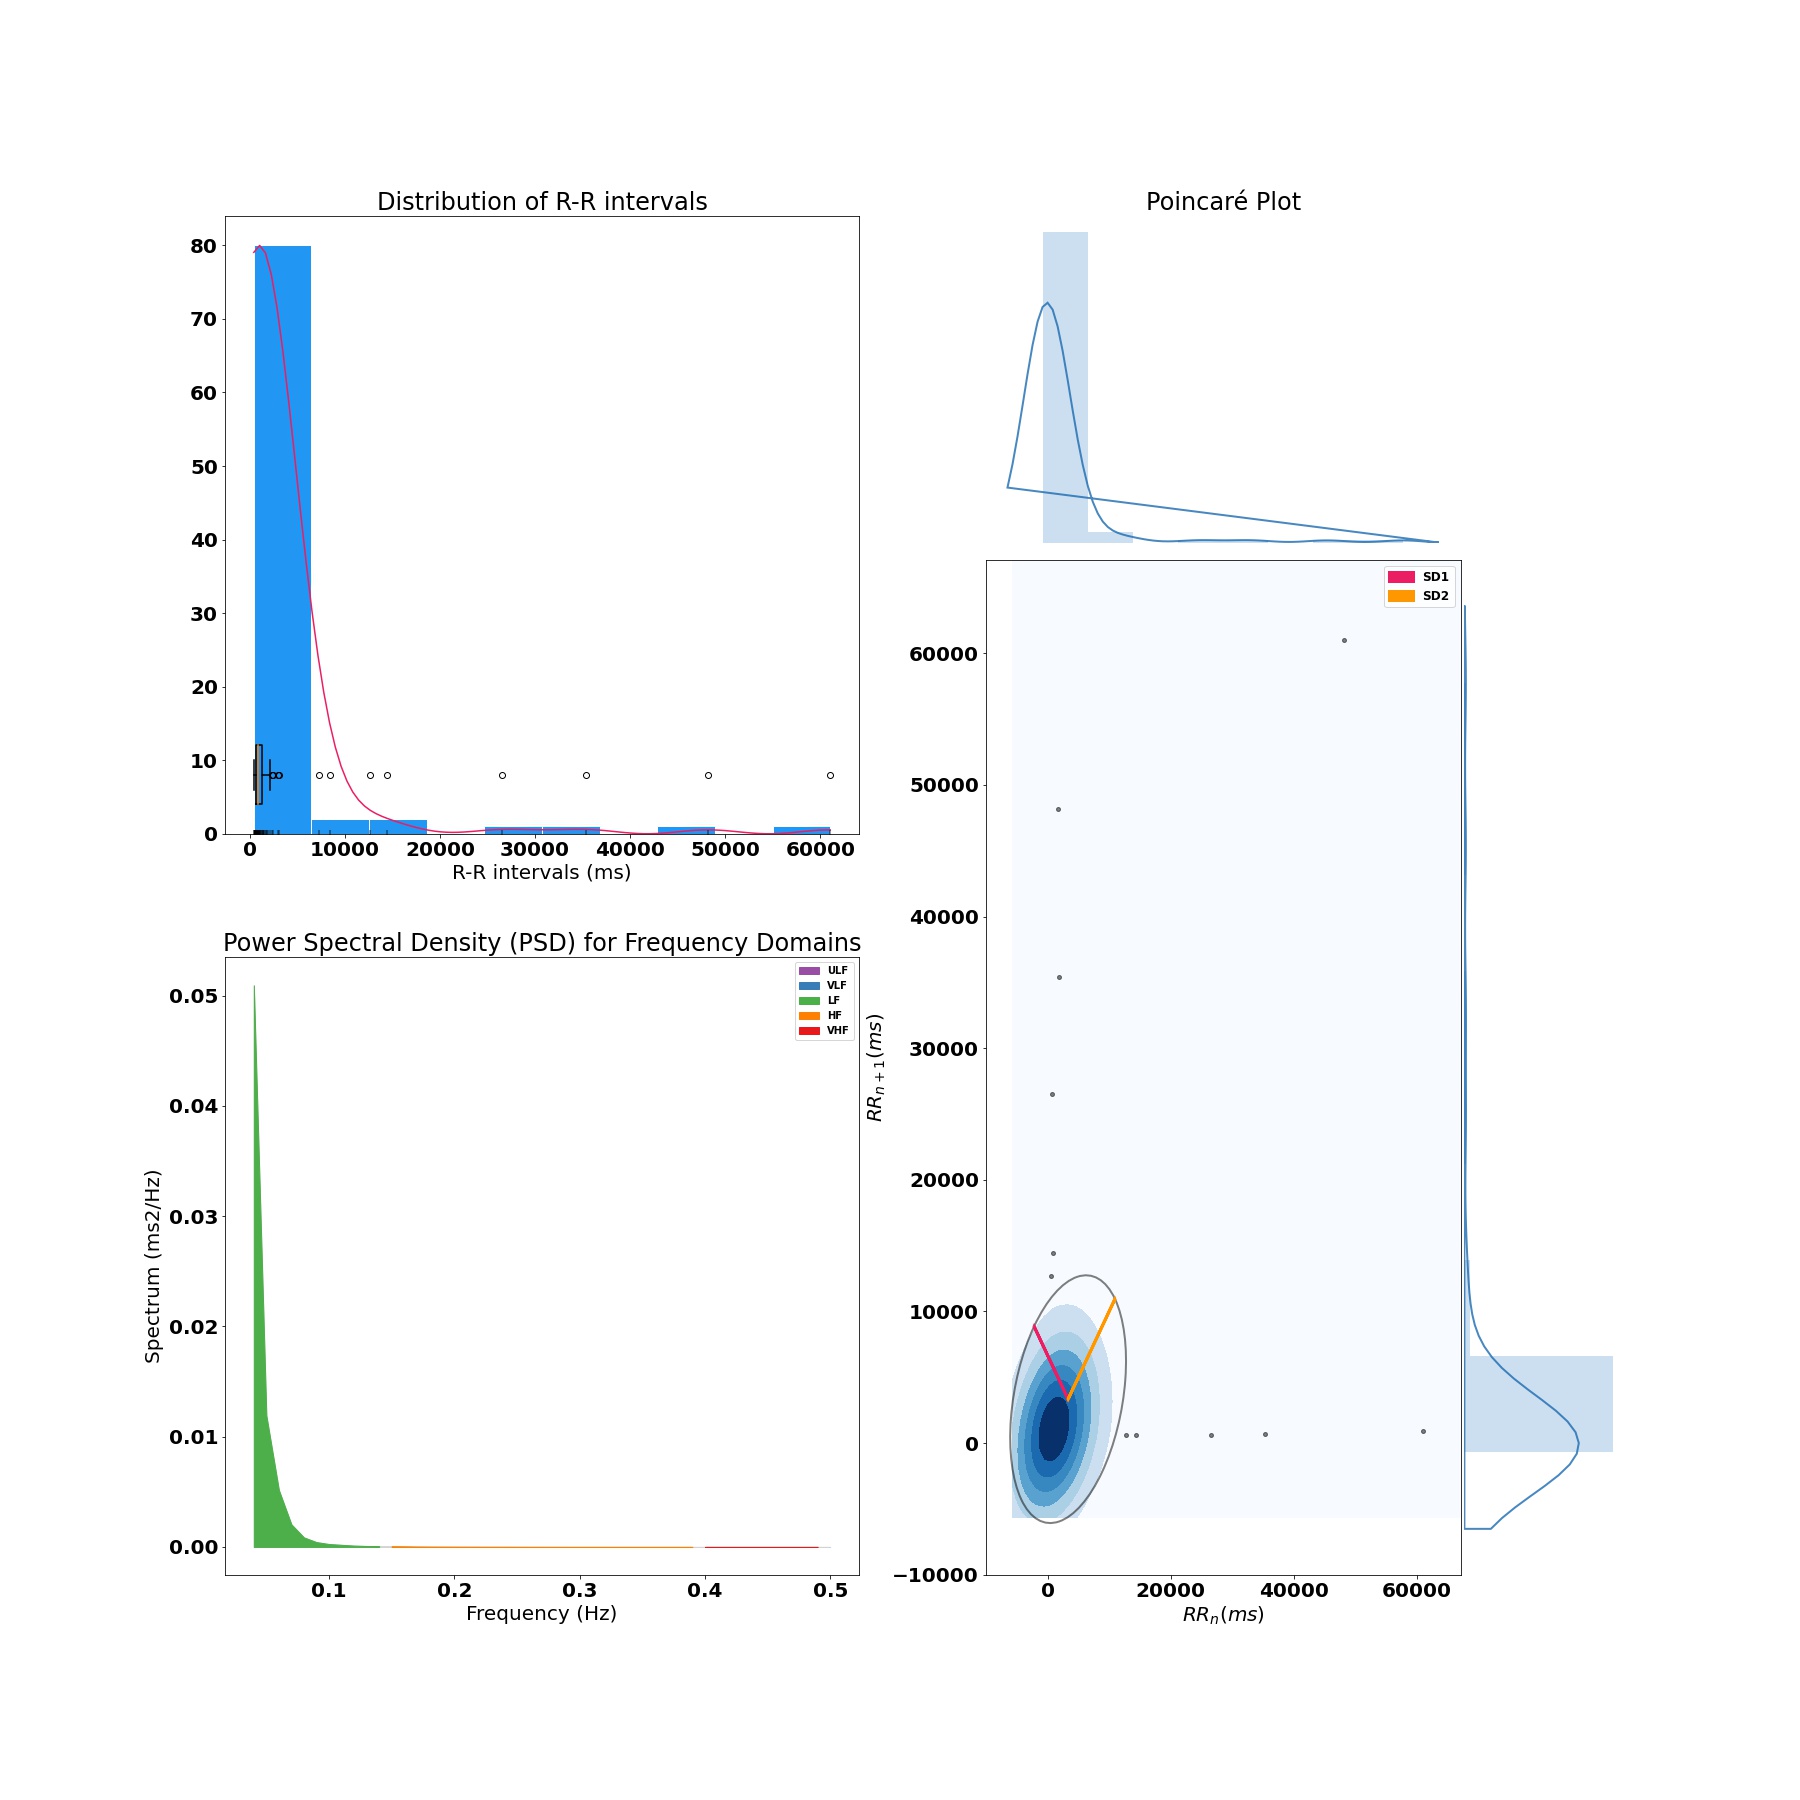 Distribution of R-R intervals
80
70
60
50
40
30
20
10
0
0 10000 20000 30000 40000 50000 60000
R-R intervals (ms)
Power Spectral Density (PSD) for Frequency Domains
ULF
VLF
LF
HF
VHF
Spectrum (ms2/Hz)
0.05
0.04
0.03
0.02
0.01
0.00
0.1 0.2 0.3 0.4 0.5
Frequency (Hz)
Poincaré Plot
SD1
SD2
RRn+1(ms)
60000
50000
40000
30000
20000
10000
0
−10000
0 20000 40000 60000
RRn(ms)